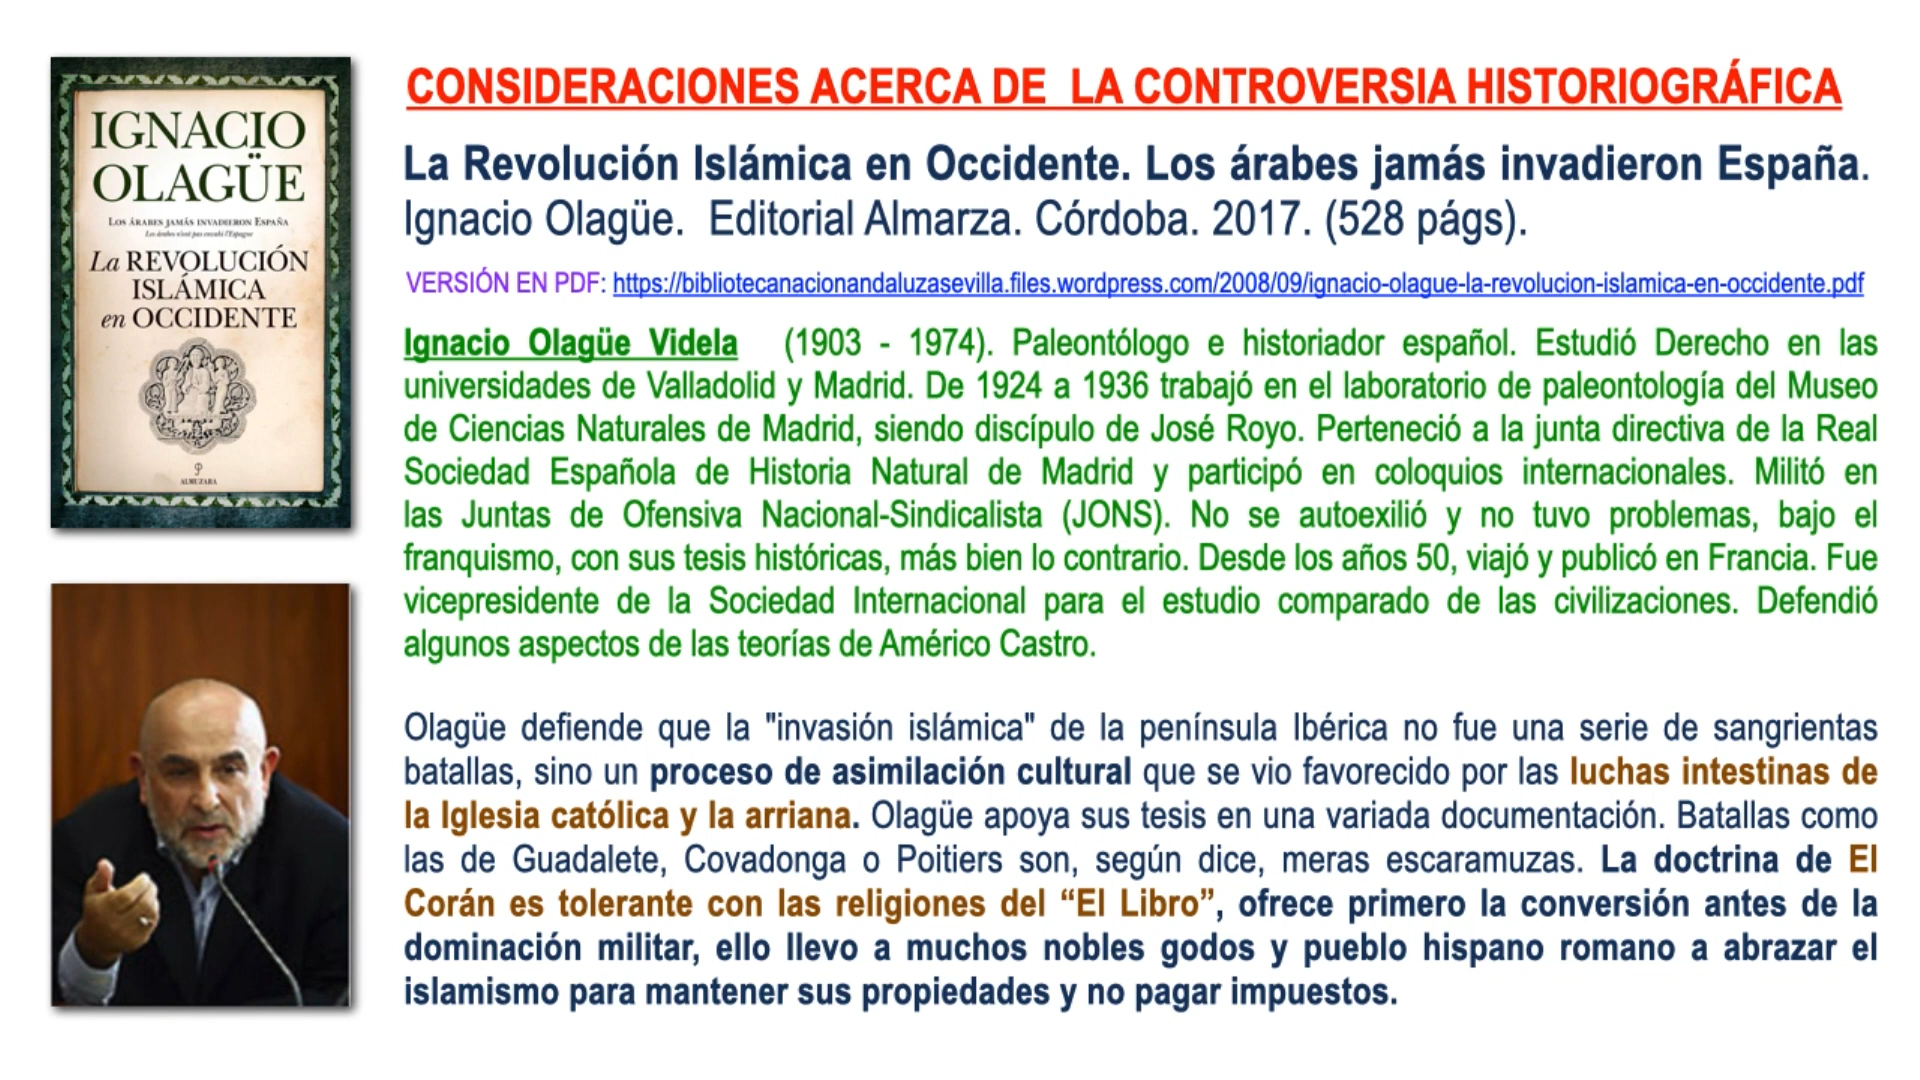 IGNACIO
OLAGÜE
LOS ÁRABES JAMÁS INVADIERON ESPAÑA
Les Arabes n'ont pas envahi l'Espagne
La REVOLUCIÓN
ISLÁMICA
en OCCIDENTE
ALMUZARA
CONSIDERACIONES ACERCA DE LA CONTROVERSIA HISTORIOGRÁFICA
La Revolución Islámica en Occidente. Los árabes jamás invadieron España.
Ignacio Olagüe. Editorial Almarza. Córdoba. 2017. (528 págs).
VERSIÓN EN PDF: https://bibliotecanacionandaluzasevilla.files.wordpress.com/2008/09/ignacio-olague-la-revolucion-islamica-en-occidente.pdf
Ignacio Olagüe Videla (1903 - 1974). Paleontólogo e historiador español. Estudió Derecho en las
universidades de Valladolid y Madrid. De 1924 a 1936 trabajó en el laboratorio de paleontología del Museo
de Ciencias Naturales de Madrid, siendo discípulo de José Royo. Perteneció a la junta directiva de la Real
Sociedad Española de Historia Natural de Madrid y participó en coloquios internacionales. Militó en
las Juntas de Ofensiva Nacional-Sindicalista (JONS). No se autoexilió y no tuvo problemas, bajo el
franquismo, con sus tesis históricas, más bien lo contrario. Desde los años 50, viajó y publicó en Francia. Fue
vicepresidente de la Sociedad Internacional para el estudio comparado de las civilizaciones. Defendió
algunos aspectos de las teorías de Américo Castro.
Olagüe defiende que la "invasión islámica" de la península Ibérica no fue una serie de sangrientas
batallas, sino un proceso de asimilación cultural que se vio favorecido por las luchas intestinas de
la Iglesia católica y la arriana. Olagüe apoya sus tesis en una variada documentación. Batallas como
las de Guadalete, Covadonga o Poitiers son, según dice, meras escaramuzas. La doctrina de El
Corán es tolerante con las religiones del “El Libro”, ofrece primero la conversión antes de la
dominación militar, ello llevo a muchos nobles godos y pueblo hispano romano a abrazar el
islamismo para mantener sus propiedades y no pagar impuestos.